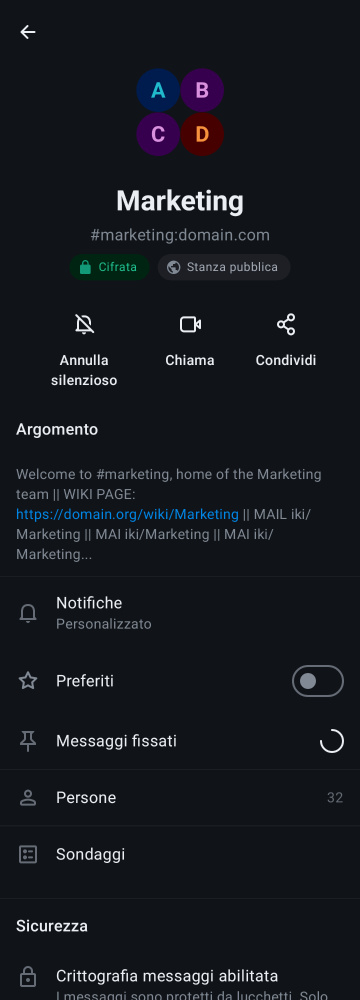 A B
C D
Marketing
#marketing:domain.com
Cifrata Stanza pubblica
Annulla silenzioso Chiama Condividi
Argomento
Welcome to #marketing, home of the Marketing
team || WIKI PAGE:
https://domain.org/wiki/Marketing || MAIL iki/
Marketing || MAI iki/Marketing || MAI iki/
Marketing...
Notifiche
Personalizzato
Preferiti
Messaggi fissati
Persone 32
Sondaggi
Sicurezza
Crittografia messaggi abilitata
I messaggi sono protetti da lucchetti. Solo